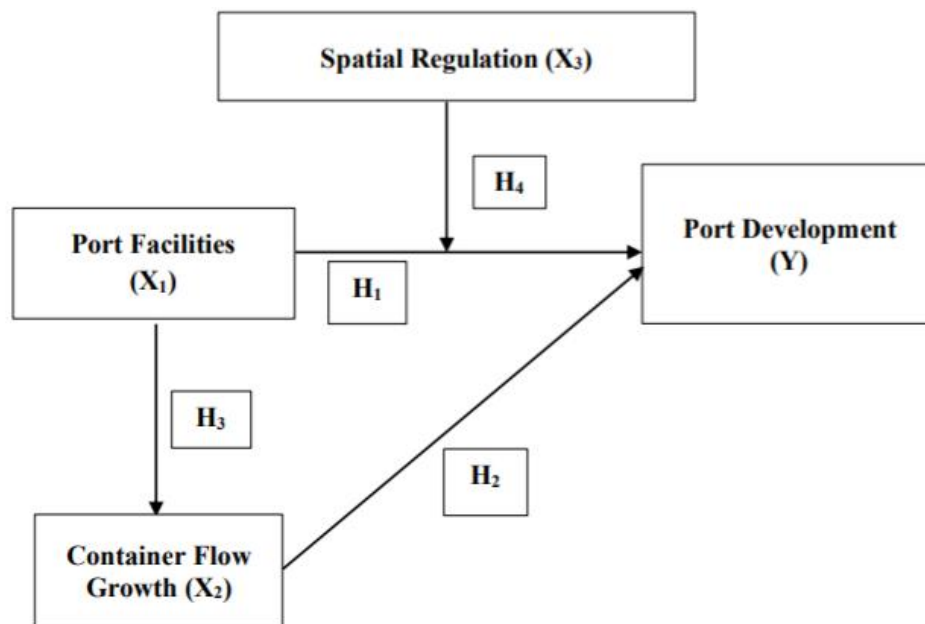 Spatial Regulation (X₃)
H₄
Port Facilities
(X₁)
Port Development
(Y)
H₁
H₃
H₂
Container Flow
Growth (X₂)